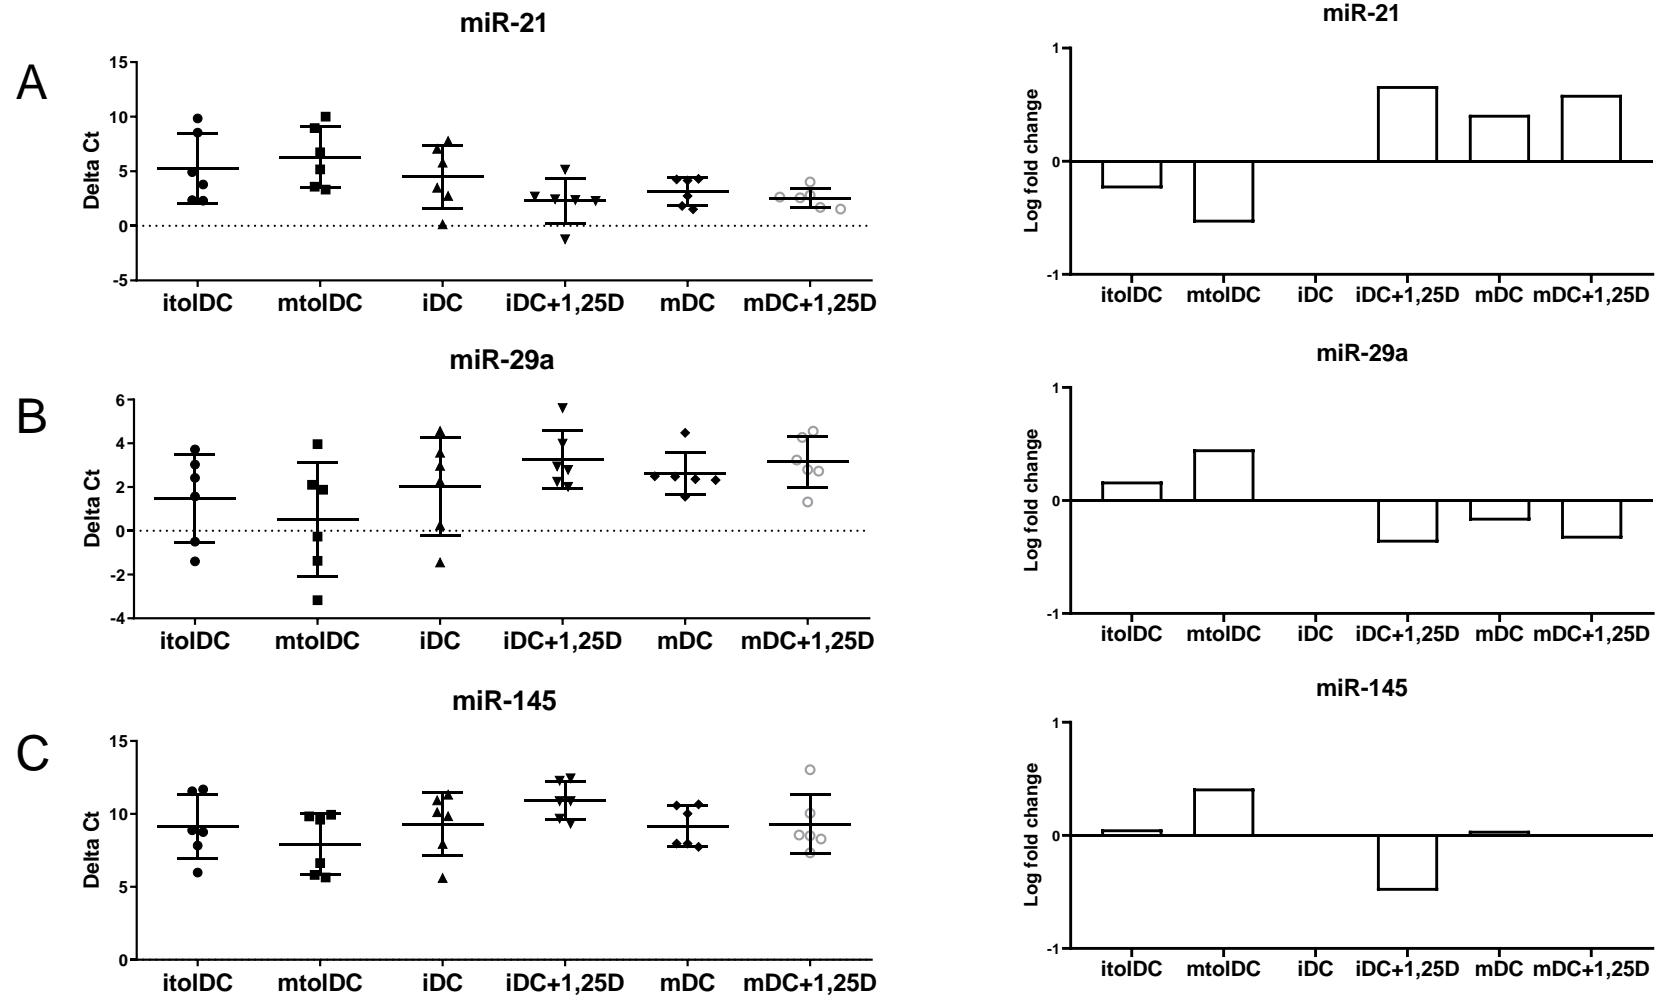 miR-21
A
Delta Ct
15
10
5
0
-5
itolDC mtolDC iDC iDC+1,25D mDC mDC+1,25D
miR-21
Log fold change
1
0
-1
itolDC mtolDC iDC iDC+1,25D mDC mDC+1,25D
miR-29a
B
Delta Ct
6
4
2
0
-2
-4
itolDC mtolDC iDC iDC+1,25D mDC mDC+1,25D
miR-29a
Log fold change
1
0
-1
itolDC mtolDC iDC iDC+1,25D mDC mDC+1,25D
miR-145
C
Delta Ct
15
10
5
0
itolDC mtolDC iDC iDC+1,25D mDC mDC+1,25D
miR-145
Log fold change
1
0
-1
itolDC mtolDC iDC iDC+1,25D mDC mDC+1,25D